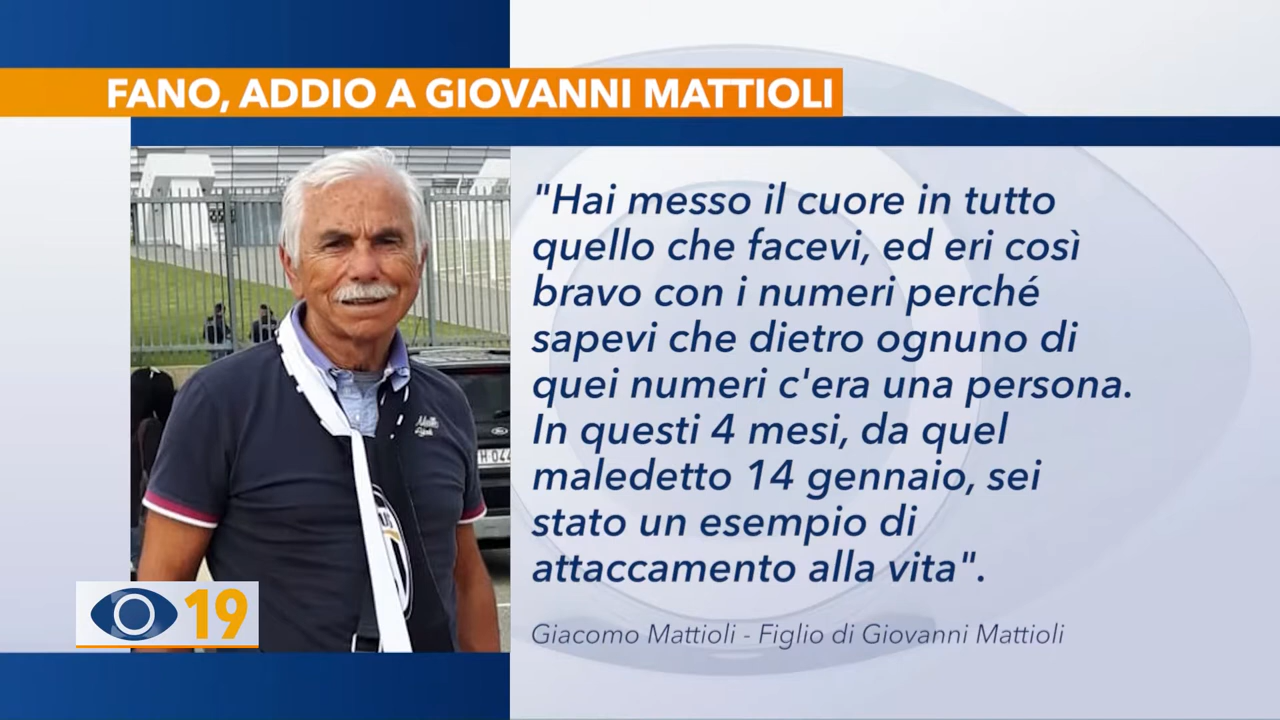 FANO, ADDIO A GIOVANNI MATTIOLI
"Hai messo il cuore in tutto
quello che facevi, ed eri così
bravo con i numeri perché
sapevi che dietro ognuno di
quei numeri c'era una persona.
In questi 4 mesi, da quel
maledetto 14 gennaio, sei
stato un esempio di
attaccamento alla vita".
Giacomo Mattioli - Figlio di Giovanni Mattioli
19